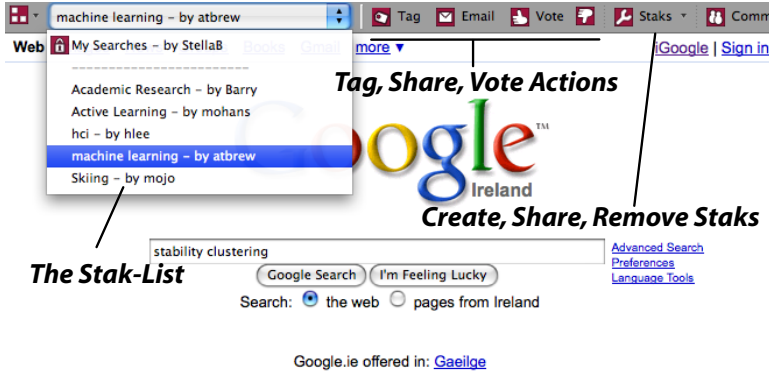 machine learning – by atbrew Tag Email Vote Staks Comm
Web Books Gmail more ▼ iGoogle | Sign in
My Searches – by StellaB
------------------------
Academic Research – by Barry
Active Learning – by mohans
hci – by hlee
machine learning – by atbrew
Skiing – by mojo
Tag, Share, Vote Actions
Google™
Ireland
Create, Share, Remove Staks
The Stak-List
stability clustering
Advanced Search
Preferences
Language Tools
Google Search I'm Feeling Lucky
Search: the web pages from Ireland
Google.ie offered in: Gaeilge